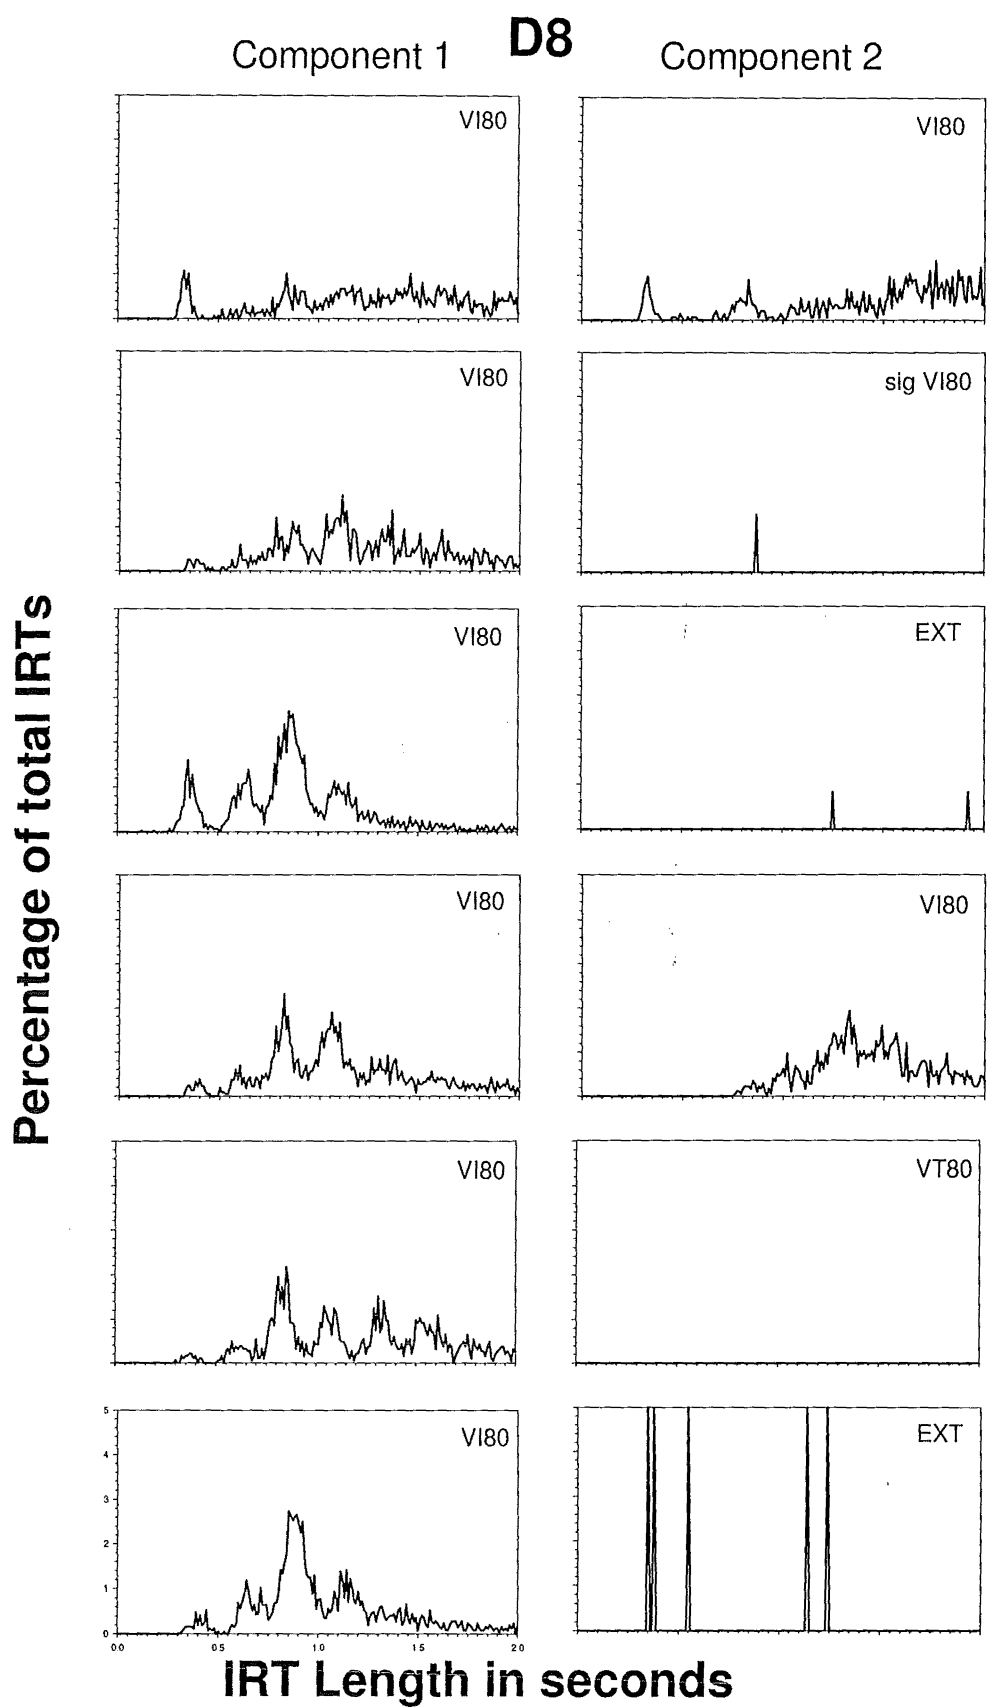 D8
Component 1
Component 2
VI80
VI80
VI80
sig VI80
VI80
EXT
VI80
VI80
VI80
VT80
VI80
EXT
5
4
3
2
1
0
0.0 0.5 1.0 1.5 2.0
Percentage of total IRTs
IRT Length in seconds